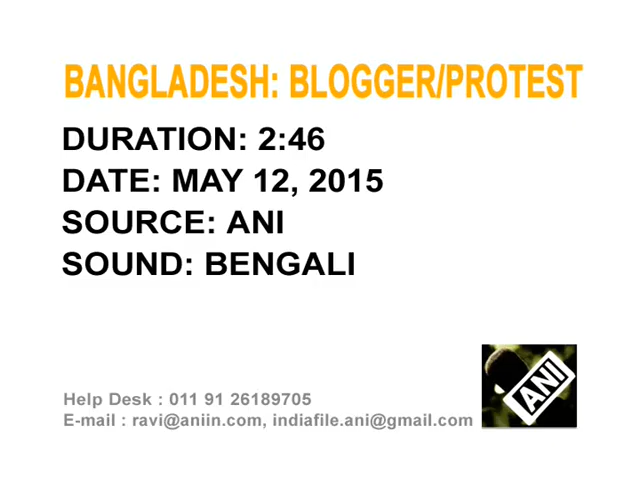 BANGLADESH: BLOGGER/PROTEST
DURATION: 2:46
DATE: MAY 12, 2015
SOURCE: ANI
SOUND: BENGALI
Help Desk : 011 91 26189705
E-mail : ravi@aniin.com, indiafile.ani@gmail.com
ANI